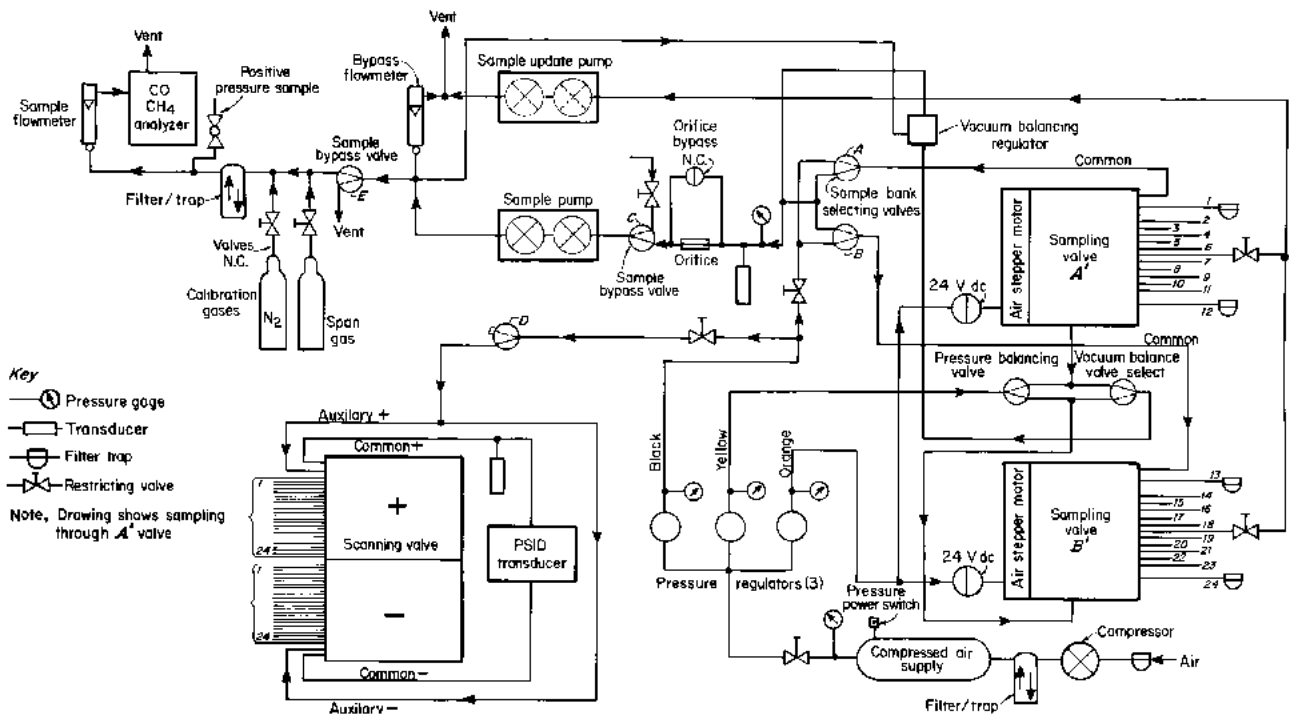 Vent
Vent
Bypass
flowmeter
Sample update pump
Positive
pressure sample
CO
CH4
analyzer
Sample
flowmeter
Sample
bypass valve
E
Orifice
bypass
N.C.
A
Vacuum balancing
regulator
Common
Filter/trap
Sample pump
Sample bank
selecting valves
C
B
Vent
Orifice
Sample
bypass valve
Valves
N.C.
Calibration
gases
N2
Span
gas
Air stepper motor
Sampling
valve
A'
1
2
3
4
5
6
7
8
9
10
11
12
24 V dc
D
Common
Pressure balancing
valve
Vacuum balance
valve select
Key
Pressure gage
Transducer
Filter trap
Restricting valve
Note, Drawing shows sampling
through A' valve
Auxilary +
Common+
1
24
1
24
+
Scanning valve
−
PSID
transducer
Common−
Auxilary−
Black
Yellow
Orange
Pressure regulators (3)
Air stepper motor
Sampling
valve
B'
13
14
15
16
17
18
19
20
21
22
23
24
24 V dc
Pressure
power switch
Compressed air
supply
Compressor
Air
Filter/trap